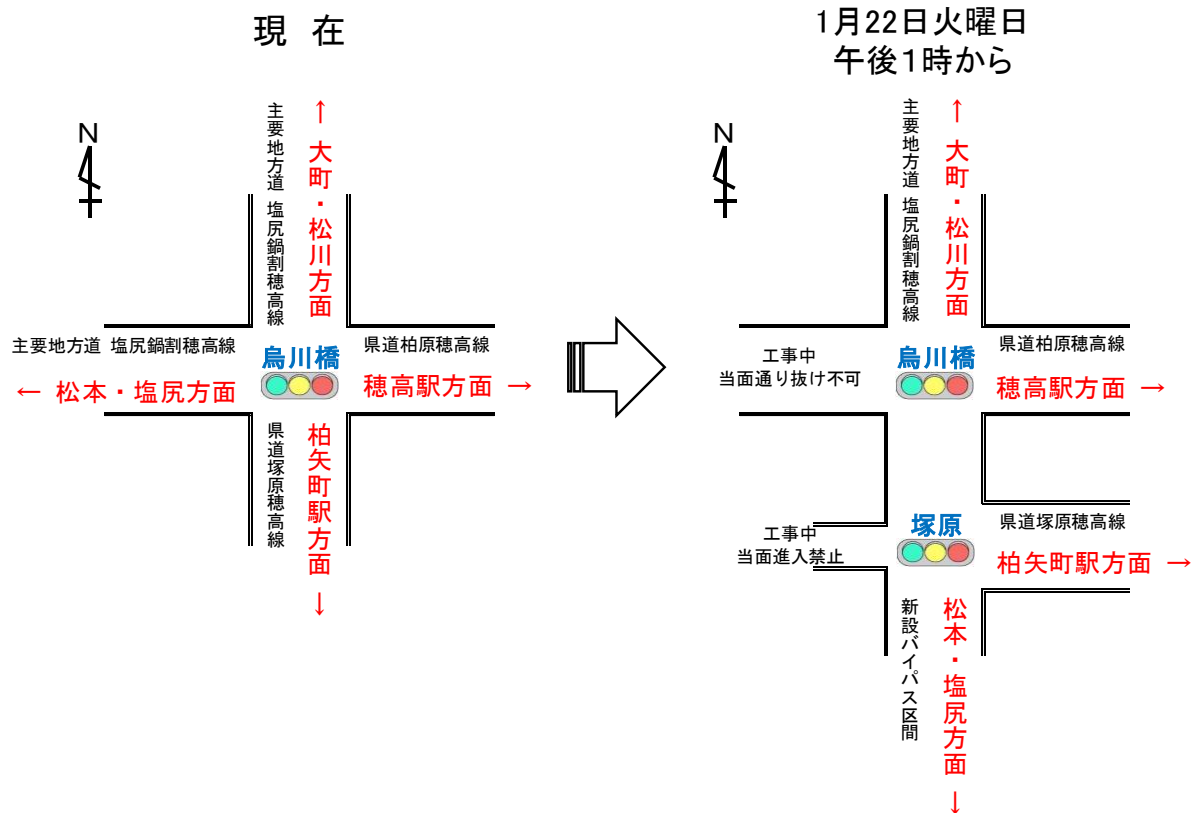 現 在
N
主要地方道 塩尻鍋割穂高線
↑ 大町・松川方面
主要地方道 塩尻鍋割穂高線
← 松本・塩尻方面
烏川橋
県道柏原穂高線
穂高駅方面 →
県道塚原穂高線
柏矢町駅方面 ↓
1月22日火曜日
午後1時から
N
主要地方道 塩尻鍋割穂高線
↑ 大町・松川方面
工事中
当面通り抜け不可
烏川橋
県道柏原穂高線
穂高駅方面 →
工事中
当面進入禁止
塚原
県道塚原穂高線
柏矢町駅方面 →
新設バイパス区間
松本・塩尻方面 ↓